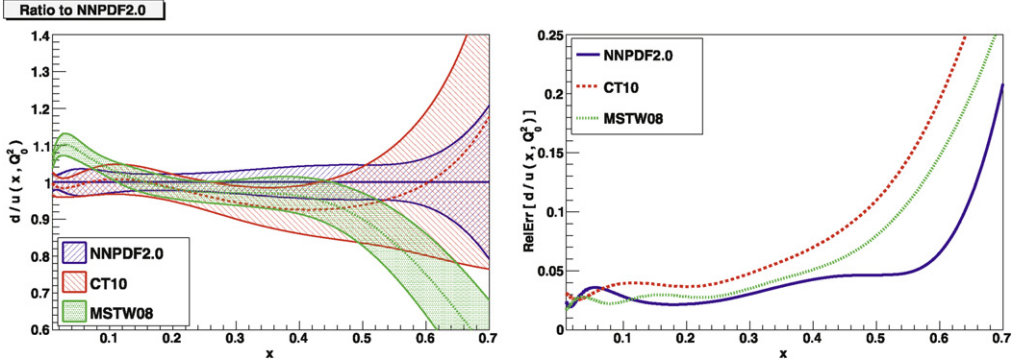 Ratio to NNPDF2.0
d / u ( x , Q₀²)
1.4
1.3
1.2
1.1
1
0.9
0.8
0.7
0.6
NNPDF2.0
CT10
MSTW08
0.1 0.2 0.3 0.4 0.5 0.6 0.7
x
RelErr [ d / u ( x , Q₀²) ]
0.25
0.2
0.15
0.1
0.05
0
NNPDF2.0
CT10
MSTW08
0.1 0.2 0.3 0.4 0.5 0.6 0.7
x